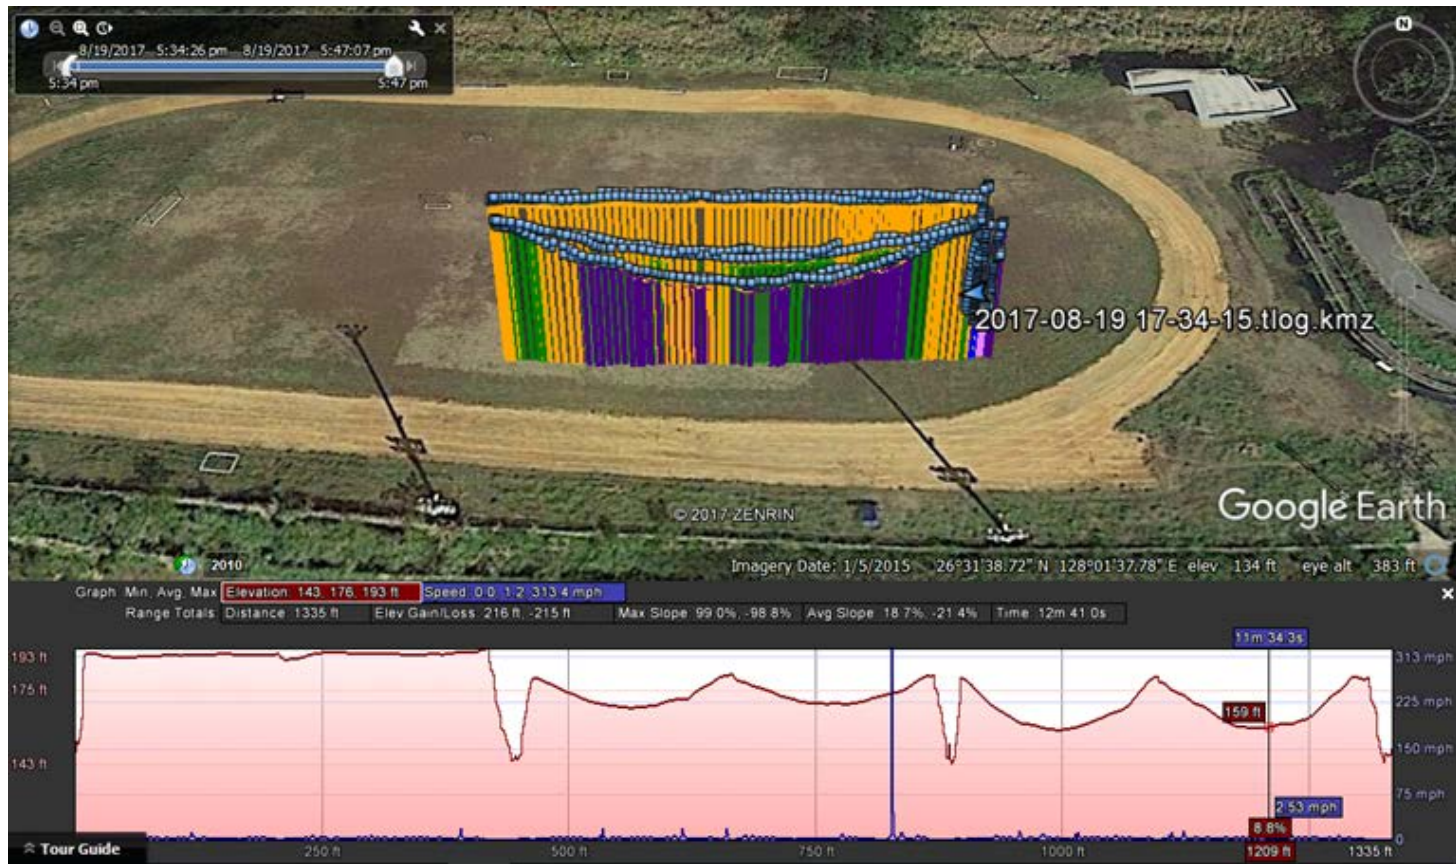 8/19/2017 5:34:26 pm 8/19/2017 5:47:07 pm
5:34 pm 5:47 pm
N
2017-08-19 17-34-15.tlog.kmz
Google Earth
© 2017 ZENRIN
2010 Imagery Date: 1/5/2015 26°31'38.72" N 128°01'37.78" E elev 134 ft eye alt 383 ft
Graph: Min, Avg, Max Elevation: 143, 176, 193 ft Speed: 0.0, 1.2, 313.4 mph
Range Totals: Distance: 1335 ft Elev Gain/Loss: 216 ft, -215 ft Max Slope: 99.0%, -98.8% Avg Slope: 18.7%, -21.4% Time: 12m 41.0s
11m 34.3s
193 ft 313 mph
175 ft 225 mph
159 ft
143 ft 150 mph
75 mph
2.53 mph
8.8%
0
Tour Guide 250 ft 500 ft 750 ft 1000 ft 1209 ft 1335 ft